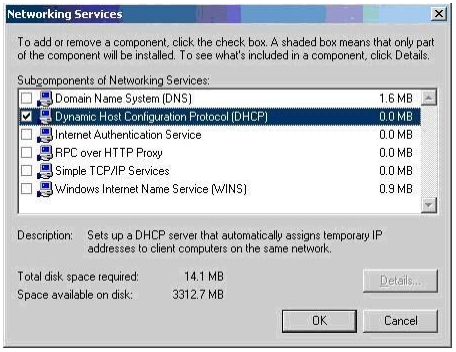 Networking Services
To add or remove a component, click the check box. A shaded box means that only part
of the component will be installed. To see what's included in a component, click Details.
Subcomponents of Networking Services:
Domain Name System (DNS) 1.6 MB
Dynamic Host Configuration Protocol (DHCP) 0.0 MB
Internet Authentication Service 0.0 MB
RPC over HTTP Proxy 0.0 MB
Simple TCP/IP Services 0.0 MB
Windows Internet Name Service (WINS) 0.9 MB
Description: Sets up a DHCP server that automatically assigns temporary IP
addresses to client computers on the same network.
Total disk space required: 14.1 MB
Space available on disk: 3312.7 MB
Details...
OK Cancel